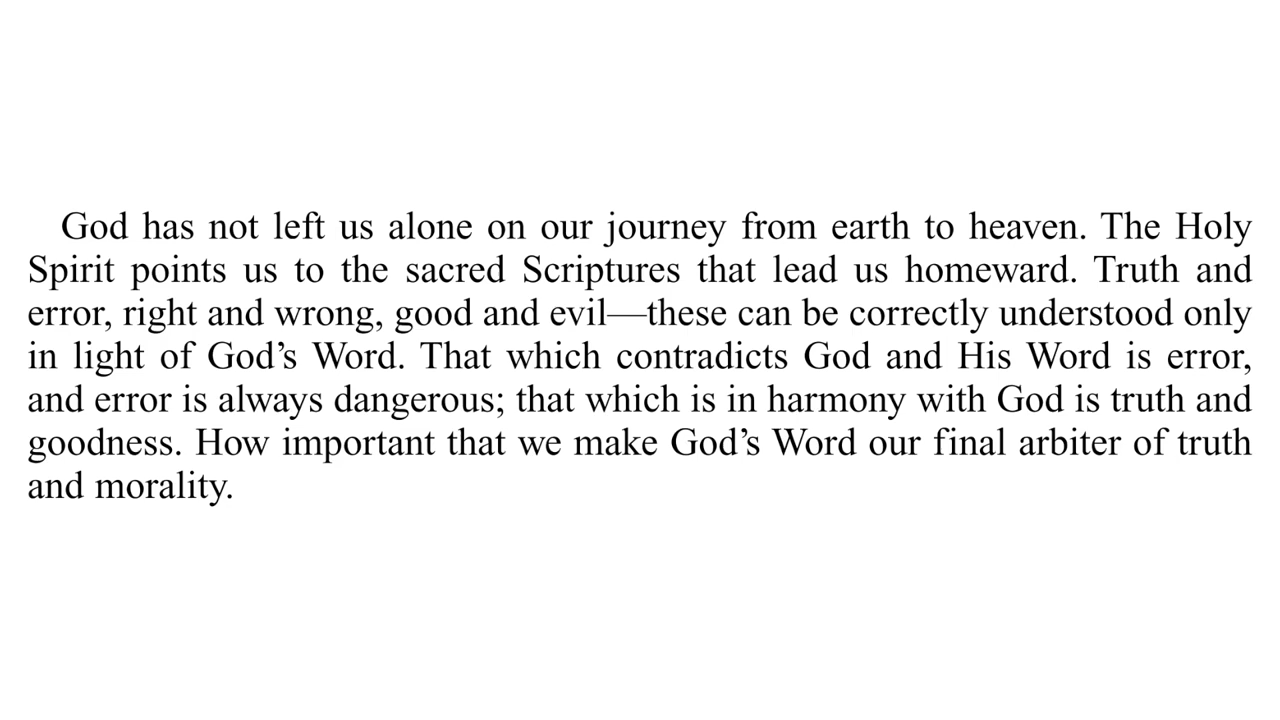 God has not left us alone on our journey from earth to heaven. The Holy
Spirit points us to the sacred Scriptures that lead us homeward. Truth and
error, right and wrong, good and evil—these can be correctly understood only
in light of God’s Word. That which contradicts God and His Word is error,
and error is always dangerous; that which is in harmony with God is truth and
goodness. How important that we make God’s Word our final arbiter of truth
and morality.